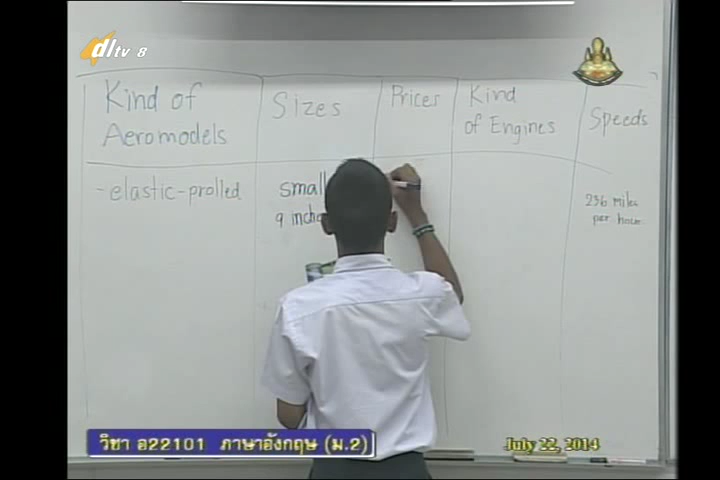 dltv 8
Kind of
Aeromodels
Sizes
Prices
Kind
of Engines
Speeds
-elastic-prolled
small
9 inche
236 miles
per hour
วิชา อ22101 ภาษาอังกฤษ (ม.2)
July 22, 2014